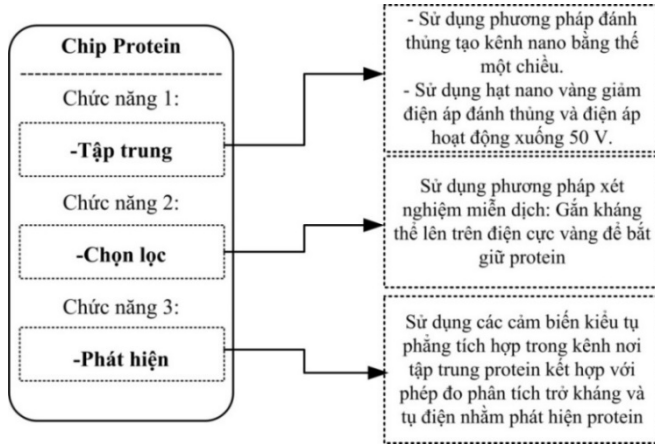 Chip Protein
Chức năng 1:
-Tập trung
Chức năng 2:
-Chọn lọc
Chức năng 3:
-Phát hiện
- Sử dụng phương pháp đánh
thủng tạo kênh nano bằng thế
một chiều.
- Sử dụng hạt nano vàng giảm
điện áp đánh thủng và điện áp
hoạt động xuống 50 V.
Sử dụng phương pháp xét
nghiệm miễn dịch: Gắn kháng
thể lên trên điện cực vàng để bắt
giữ protein
Sử dụng các cảm biến kiểu tụ
phẳng tích hợp trong kênh nơi
tập trung protein kết hợp với
phép đo phân tích trở kháng và
tụ điện nhằm phát hiện protein